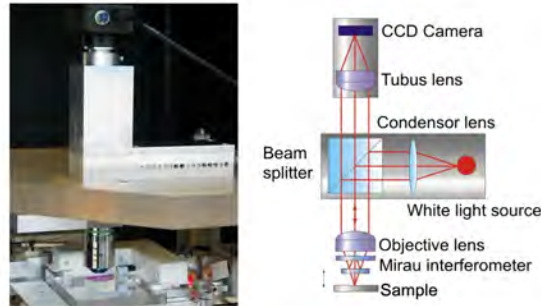 CCD Camera
Tubus lens
Condensor lens
Beam
splitter
White light source
Objective lens
Mirau interferometer
Sample